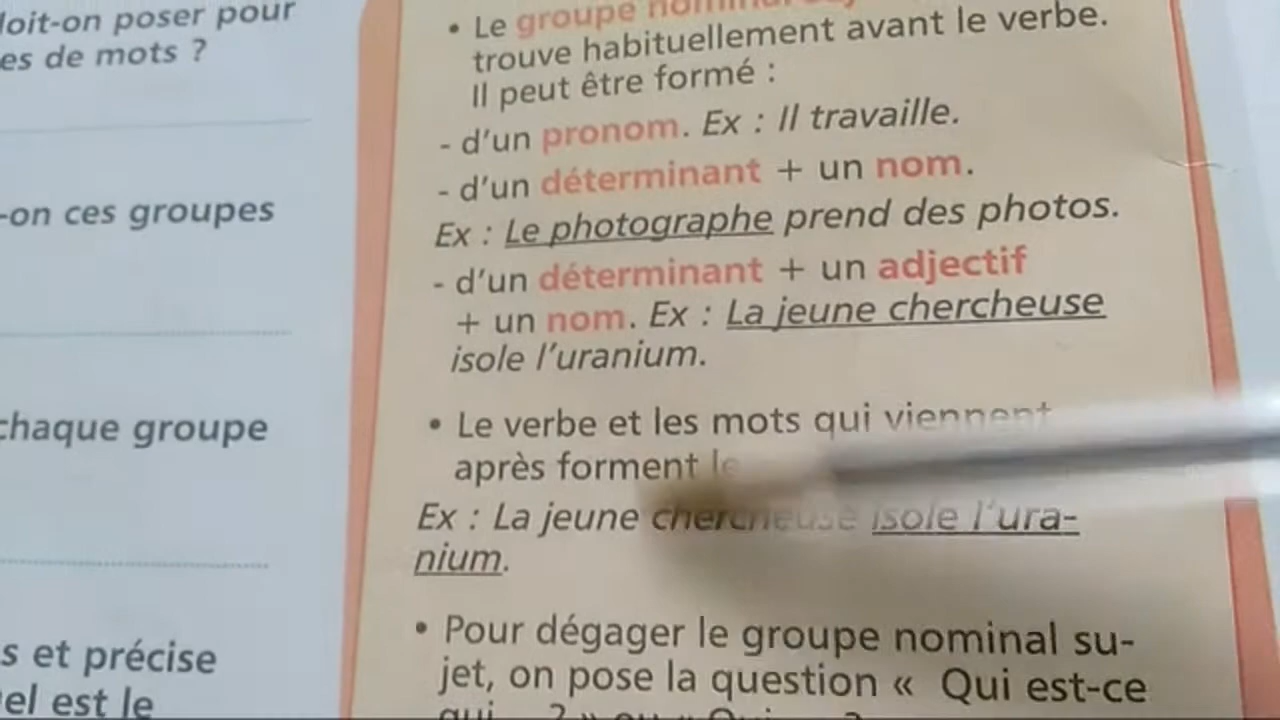 loit-on poser pour
es de mots ?
-on ces groupes
chaque groupe
s et précise
el est le
• Le groupe nominal
trouve habituellement avant le verbe.
Il peut être formé :
- d'un pronom. Ex : Il travaille.
- d'un déterminant + un nom.
Ex : Le photographe prend des photos.
- d'un déterminant + un adjectif
+ un nom. Ex : La jeune chercheuse
isole l'uranium.
• Le verbe et les mots qui viennent
après forment le
Ex : La jeune chercheuse isole l'ura-
nium.
• Pour dégager le groupe nominal su-
jet, on pose la question « Qui est-ce